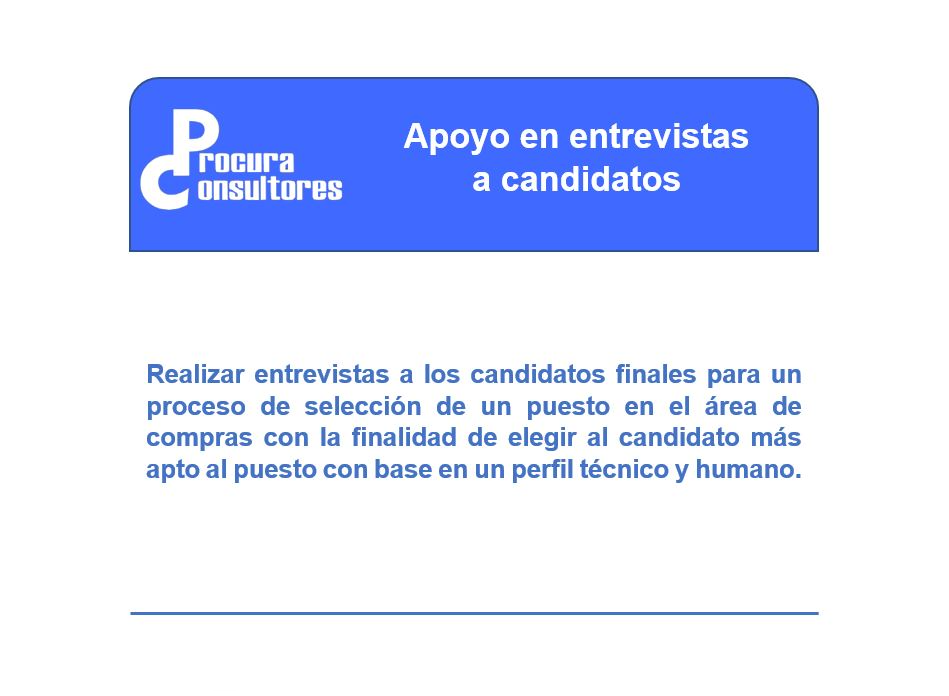 Procura
Consultores
Apoyo en entrevistas
a candidatos
Realizar entrevistas a los candidatos finales para un
proceso de selección de un puesto en el área de
compras con la finalidad de elegir al candidato más
apto al puesto con base en un perfil técnico y humano.